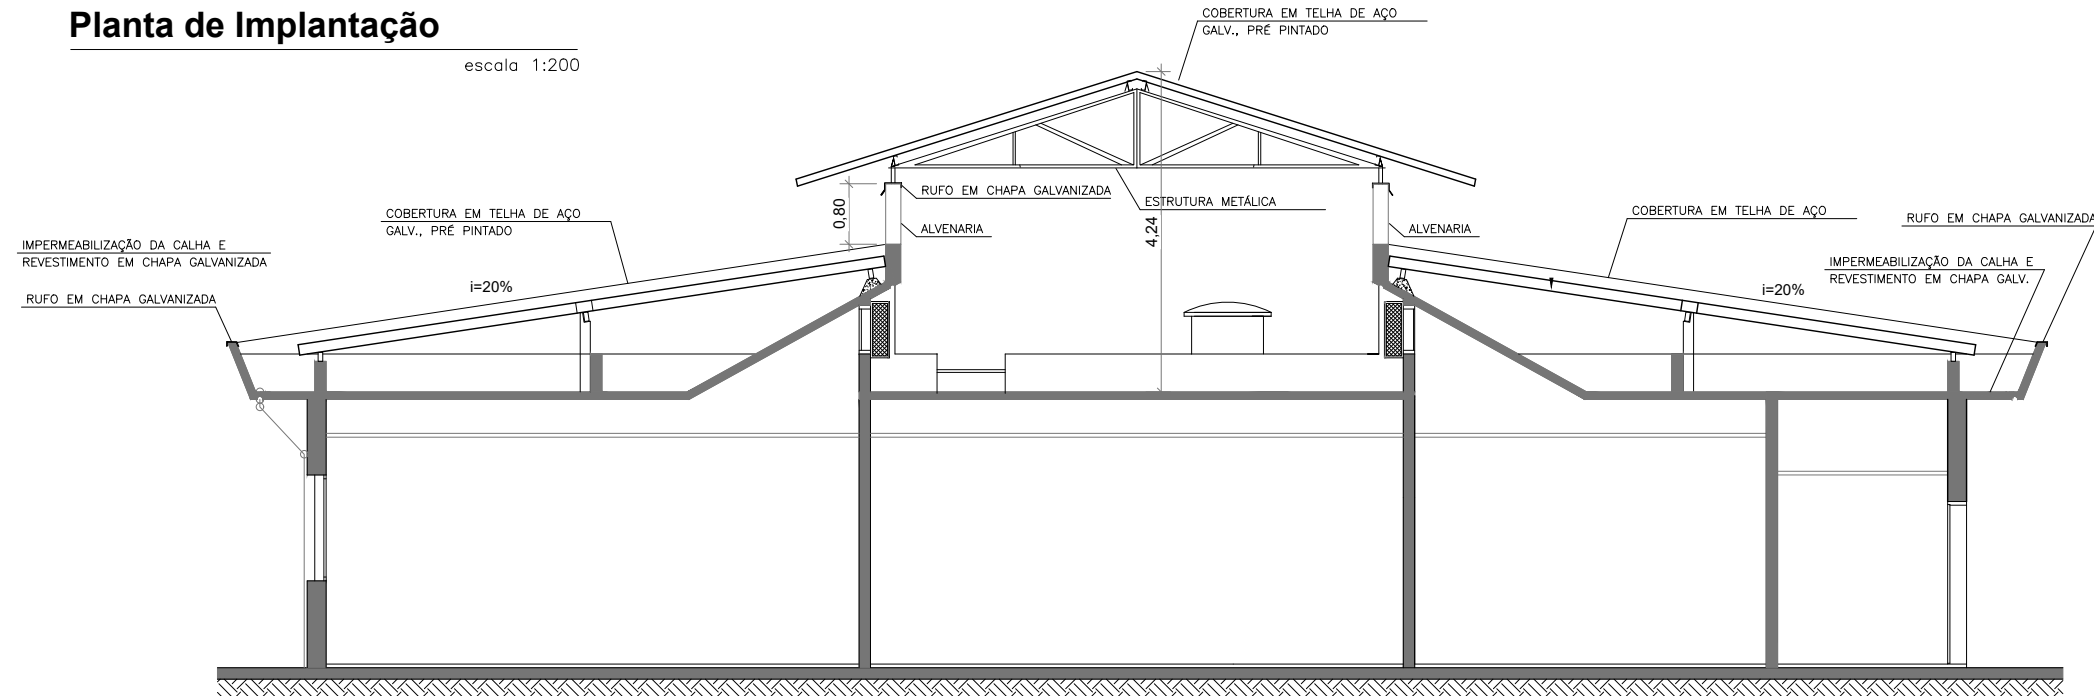 Planta de Implantação
escala 1:200
COBERTURA EM TELHA DE AÇO
GALV., PRÉ PINTADO
RUFO EM CHAPA GALVANIZADA
ESTRUTURA METÁLICA
0,80
4,24
ALVENARIA
ALVENARIA
COBERTURA EM TELHA DE AÇO
GALV., PRÉ PINTADO
COBERTURA EM TELHA DE AÇO
RUFO EM CHAPA GALVANIZADA
IMPERMEABILIZAÇÃO DA CALHA E
REVESTIMENTO EM CHAPA GALVANIZADA
IMPERMEABILIZAÇÃO DA CALHA E
REVESTIMENTO EM CHAPA GALV.
i=20%
i=20%
RUFO EM CHAPA GALVANIZADA